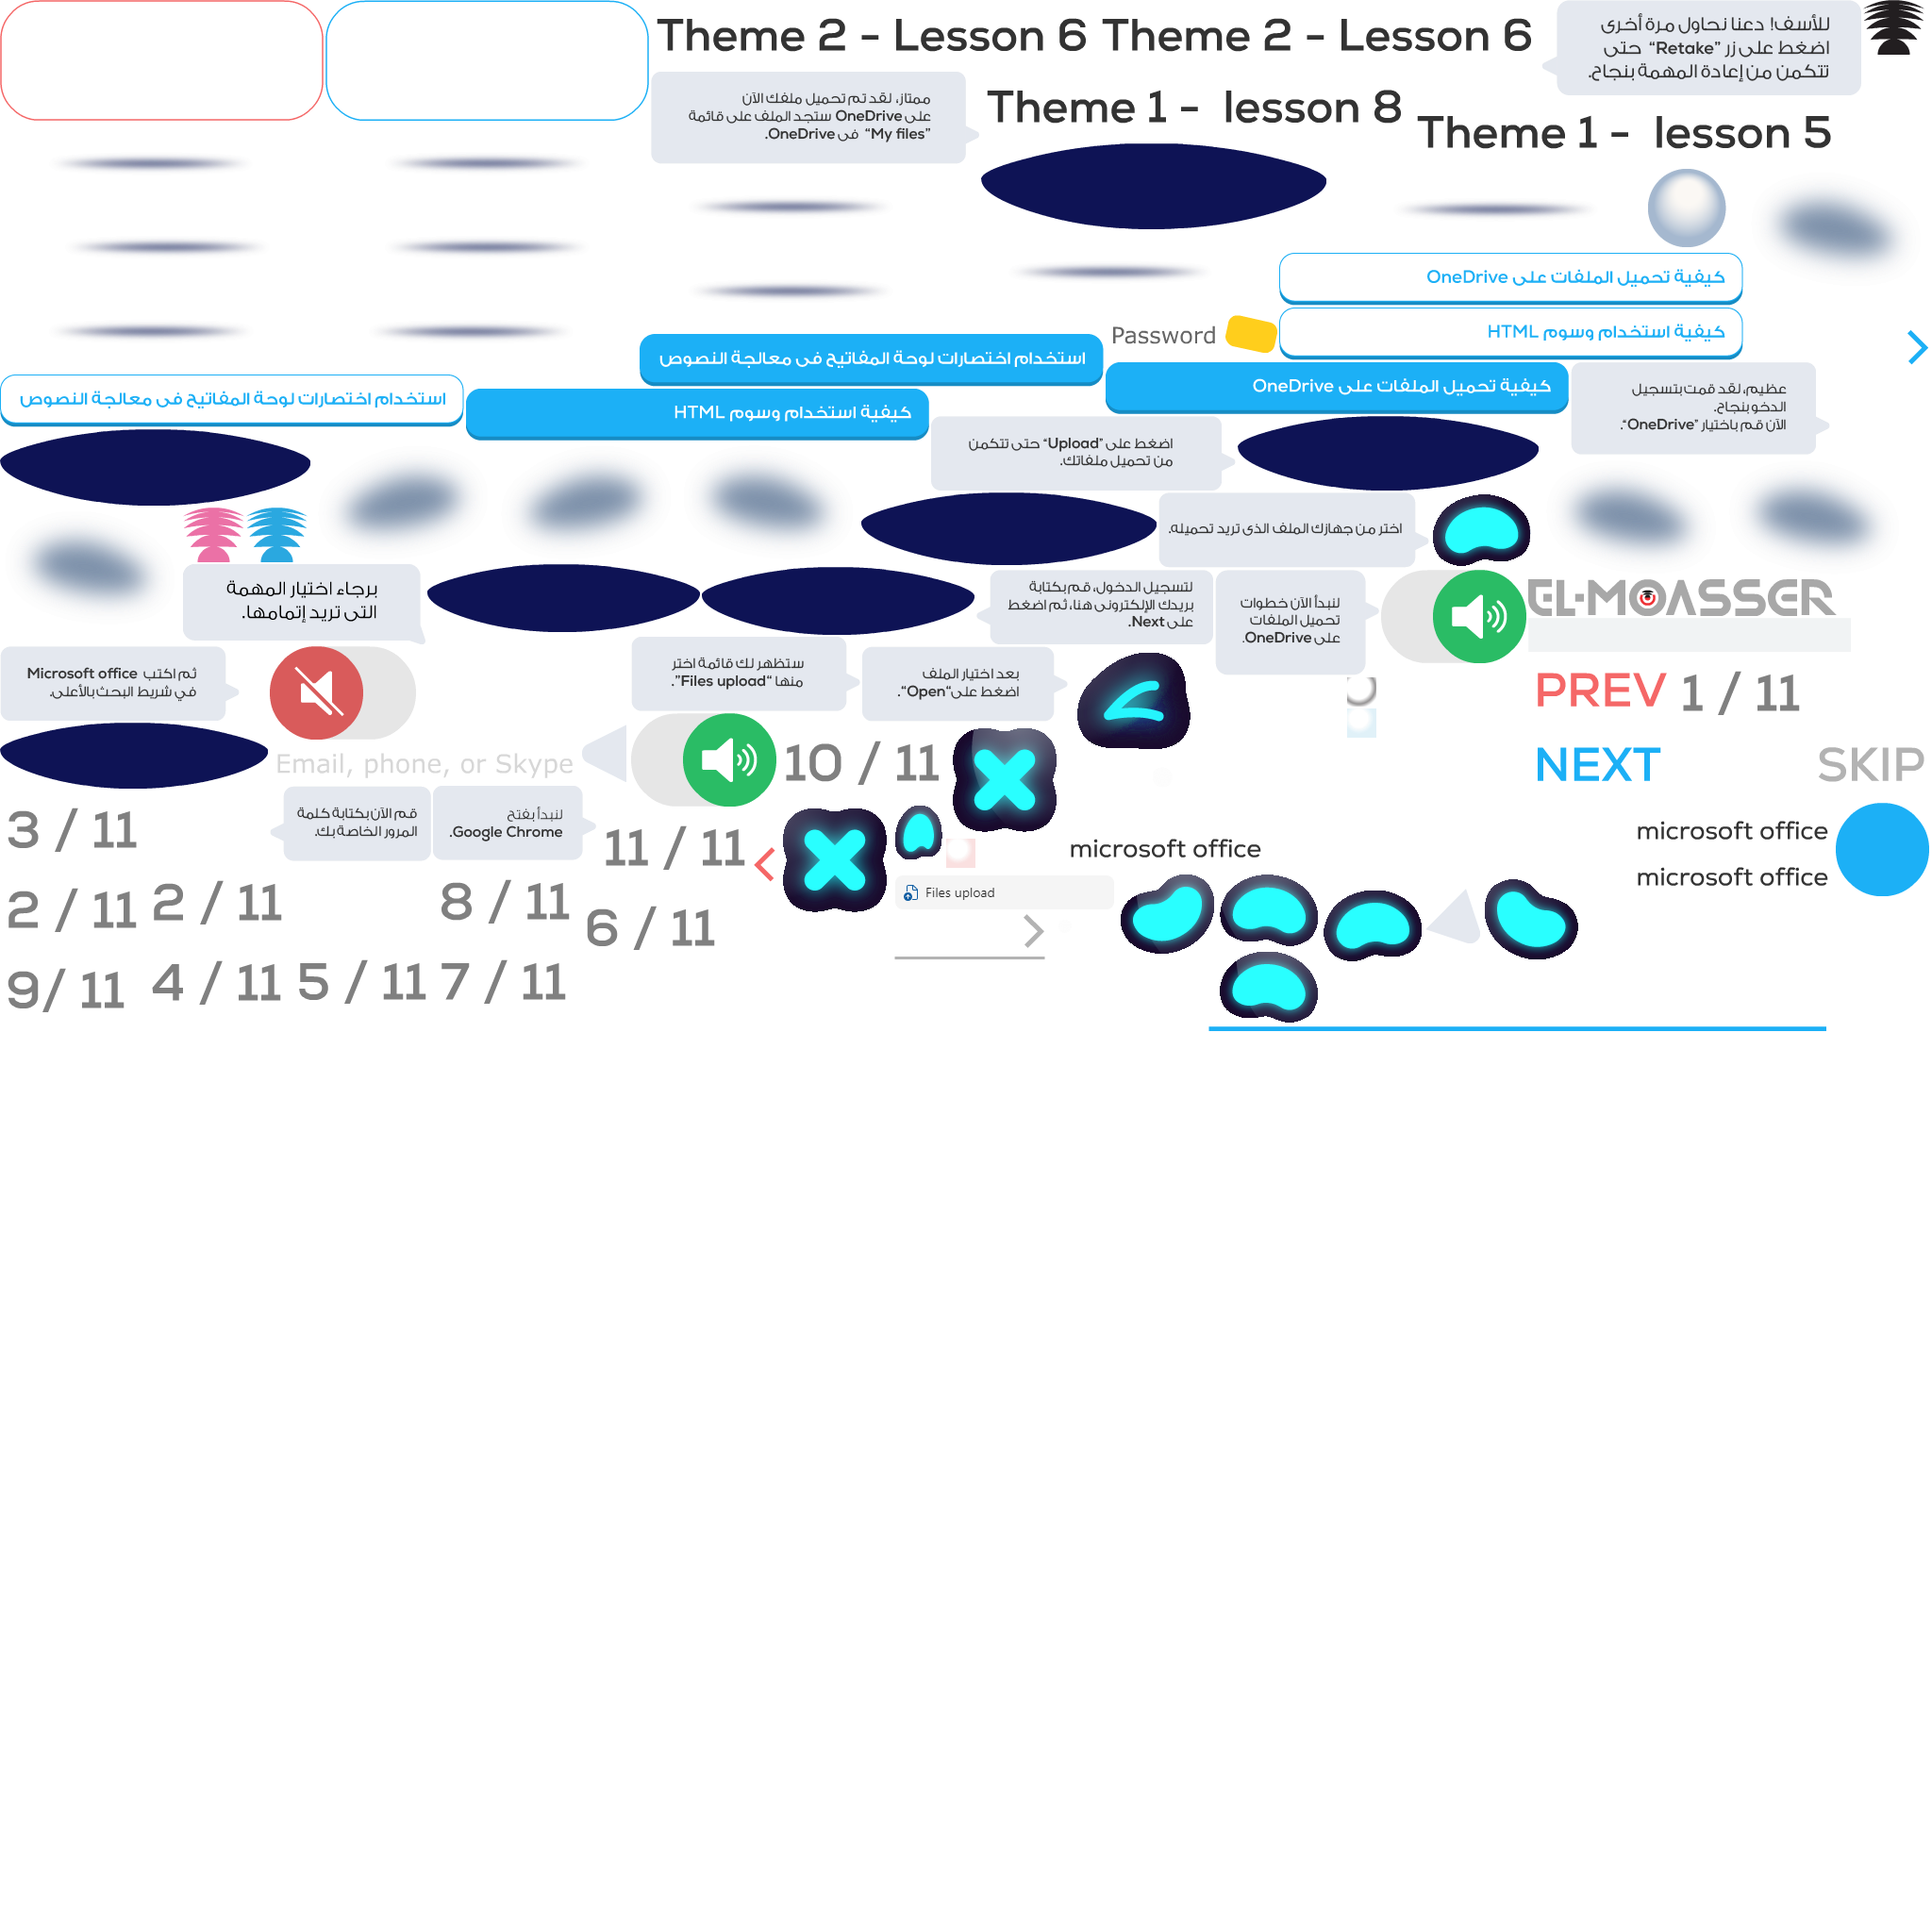 Theme 2 - Lesson 6
Theme 2 - Lesson 6
للأسف! دعنا نحاول مرة أخرى
اضغط على زر "Retake" حتى
تتكمن من إعادة المهمة بنجاح.
ممتاز، لقد تم تحميل ملفك الآن
على OneDrive ستجد الملف على قائمة
"My files" فى OneDrive.
Theme 1 - lesson 8
Theme 1 - lesson 5
كيفية تحميل الملفات على OneDrive
Password
كيفية استخدام وسوم HTML
استخدام اختصارات لوحة المفاتيح فى معالجة النصوص
كيفية تحميل الملفات على OneDrive
عظيم، لقد قمت بتسجيل
الدخو بنجاح.
الآن قم باختيار "OneDrive".
استخدام اختصارات لوحة المفاتيح فى معالجة النصوص
كيفية استخدام وسوم HTML
اضغط على "Upload" حتى تتكمن
من تحميل ملفاتك.
اختر من جهازك الملف الذى تريد تحميله.
برجاء اختيار المهمة
التى تريد إتمامها.
لتسجيل الدخول، قم بكتابة
بريدك الإلكترونى هنا، ثم اضغط
على Next.
لنبدأ الآن خطوات
تحميل الملفات
على OneDrive.
EL-MOASSER
ثم اكتب Microsoft office
في شريط البحث بالأعلى.
ستظهر لك قائمة اختر
منها "Files upload".
بعد اختيار الملف
اضغط على"Open".
PREV
1 / 11
Email, phone, or Skype
10 / 11
NEXT
SKIP
3 / 11
قم الآن بكتابة كلمة
المرور الخاصة بك.
لنبدأ بفتح
Google Chrome.
11 / 11
microsoft office
microsoft office
microsoft office
2 / 11
2 / 11
8 / 11
6 / 11
Files upload
9/ 11
4 / 11
5 / 11
7 / 11